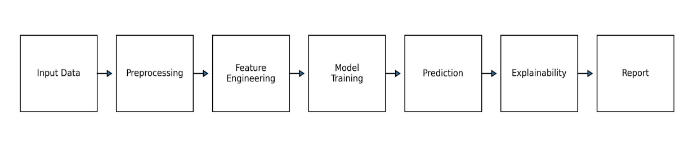 Input Data
Preprocessing
Feature
Engineering
Model
Training
Prediction
Explainability
Report